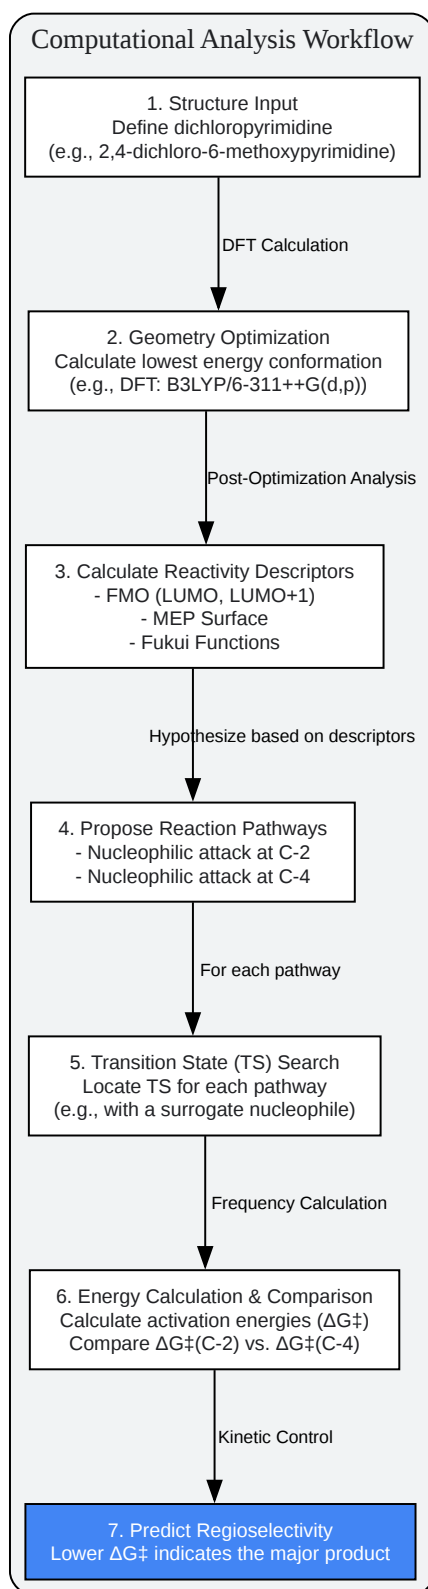 Computational Analysis Workflow
1. Structure Input
Define dichloropyrimidine
(e.g., 2,4-dichloro-6-methoxypyrimidine)
DFT Calculation
2. Geometry Optimization
Calculate lowest energy conformation
(e.g., DFT: B3LYP/6-311++G(d,p))
Post-Optimization Analysis
3. Calculate Reactivity Descriptors
- FMO (LUMO, LUMO+1)
- MEP Surface
- Fukui Functions
Hypothesize based on descriptors
4. Propose Reaction Pathways
- Nucleophilic attack at C-2
- Nucleophilic attack at C-4
For each pathway
5. Transition State (TS) Search
Locate TS for each pathway
(e.g., with a surrogate nucleophile)
Frequency Calculation
6. Energy Calculation & Comparison
Calculate activation energies (ΔG‡)
Compare ΔG‡(C-2) vs. ΔG‡(C-4)
Kinetic Control
7. Predict Regioselectivity
Lower ΔG‡ indicates the major product